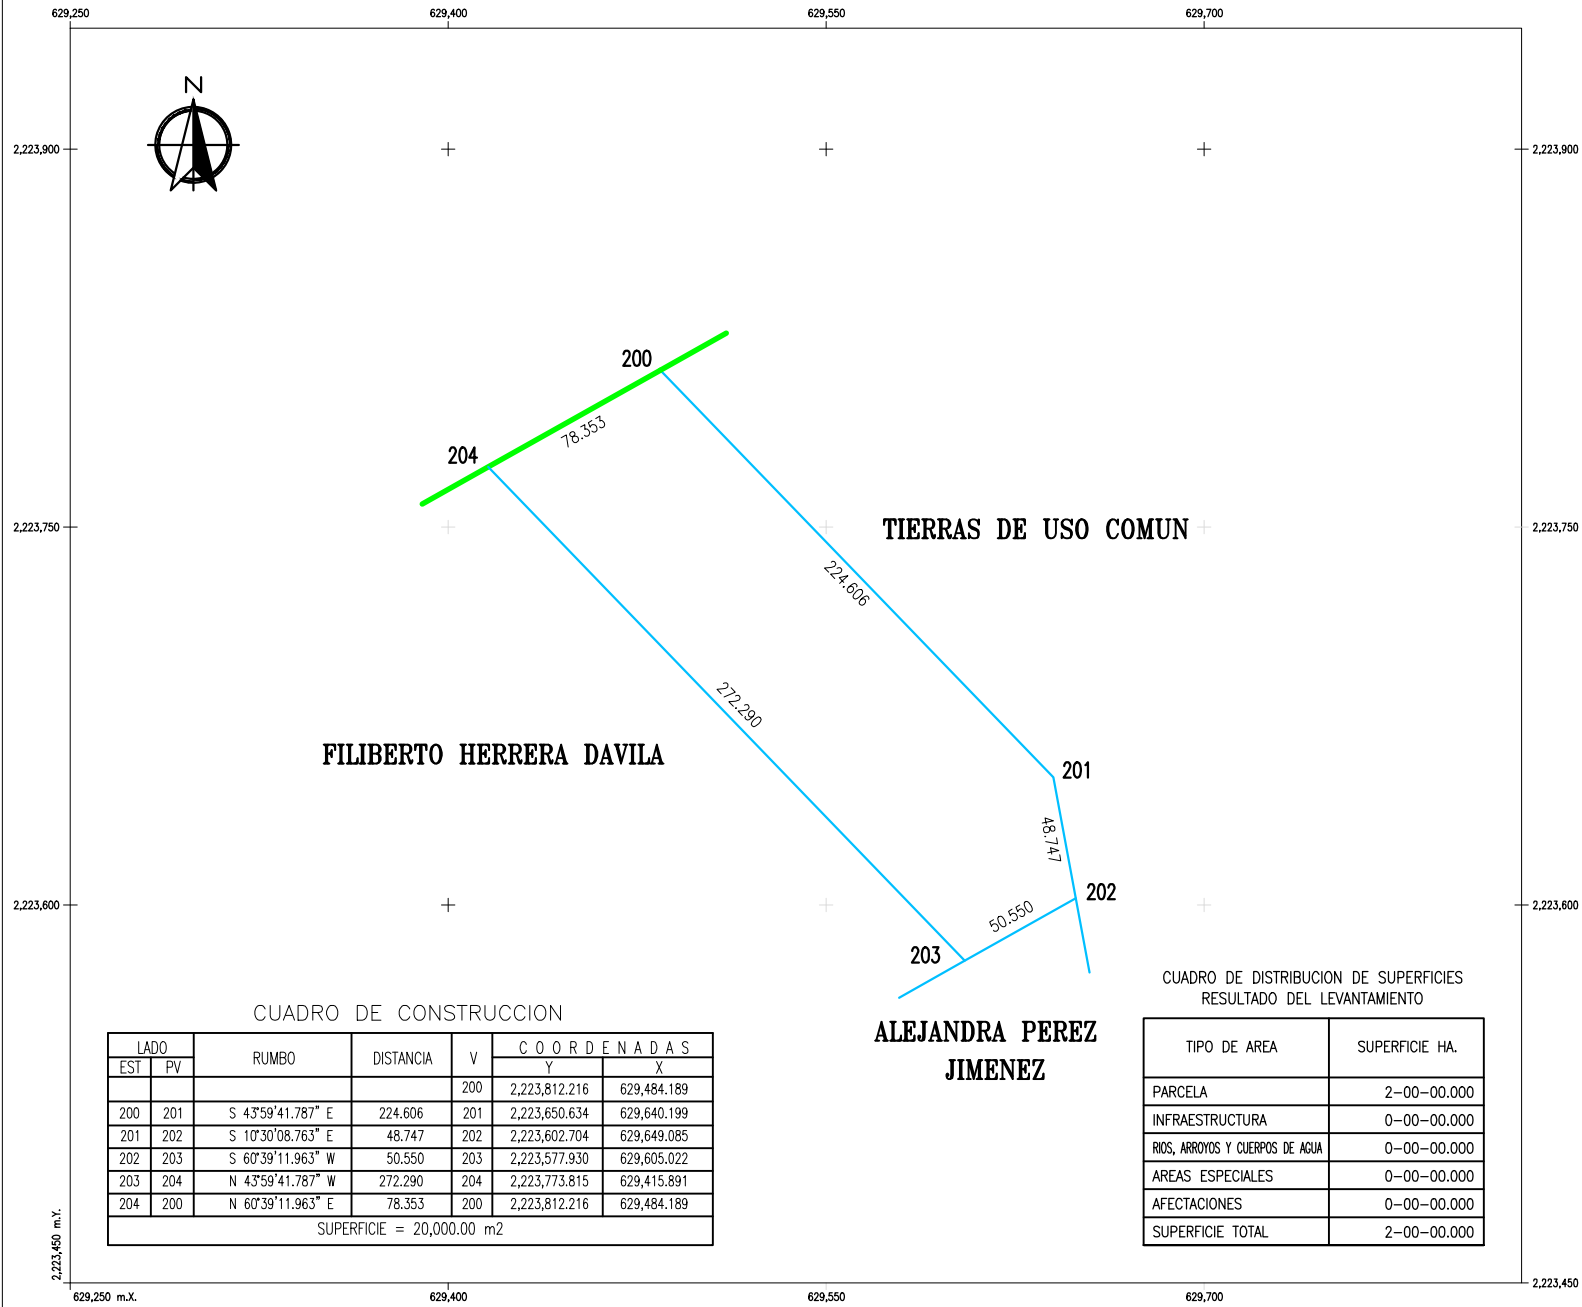 629,250 629,400 629,550 629,700
N
2,223,900 2,223,900
200
78.353
204
2,223,750 2,223,750
TIERRAS DE USO COMUN
224.606
272.290
FILIBERTO HERRERA DAVILA
201
48.747
202
2,223,600 2,223,600
50.550
203
ALEJANDRA PEREZ
JIMENEZ
CUADRO DE CONSTRUCCION
LADO RUMBO DISTANCIA V COORDENADAS
EST PV Y X
200 2,223,812.216 629,484.189
200 201 S 43°59'41.787" E 224.606 201 2,223,650.634 629,640.199
201 202 S 10°30'08.763" E 48.747 202 2,223,602.704 629,649.085
202 203 S 60°39'11.963" W 50.550 203 2,223,577.930 629,605.022
203 204 N 43°59'41.787" W 272.290 204 2,223,773.815 629,415.891
204 200 N 60°39'11.963" E 78.353 200 2,223,812.216 629,484.189
SUPERFICIE = 20,000.00 m2
CUADRO DE DISTRIBUCION DE SUPERFICIES
RESULTADO DEL LEVANTAMIENTO
TIPO DE AREA SUPERFICIE HA.
PARCELA 2-00-00.000
INFRAESTRUCTURA 0-00-00.000
RIOS, ARROYOS Y CUERPOS DE AGUA 0-00-00.000
AREAS ESPECIALES 0-00-00.000
AFECTACIONES 0-00-00.000
SUPERFICIE TOTAL 2-00-00.000
2,223,450 m.Y. 2,223,450
629,250 m.X. 629,400 629,550 629,700